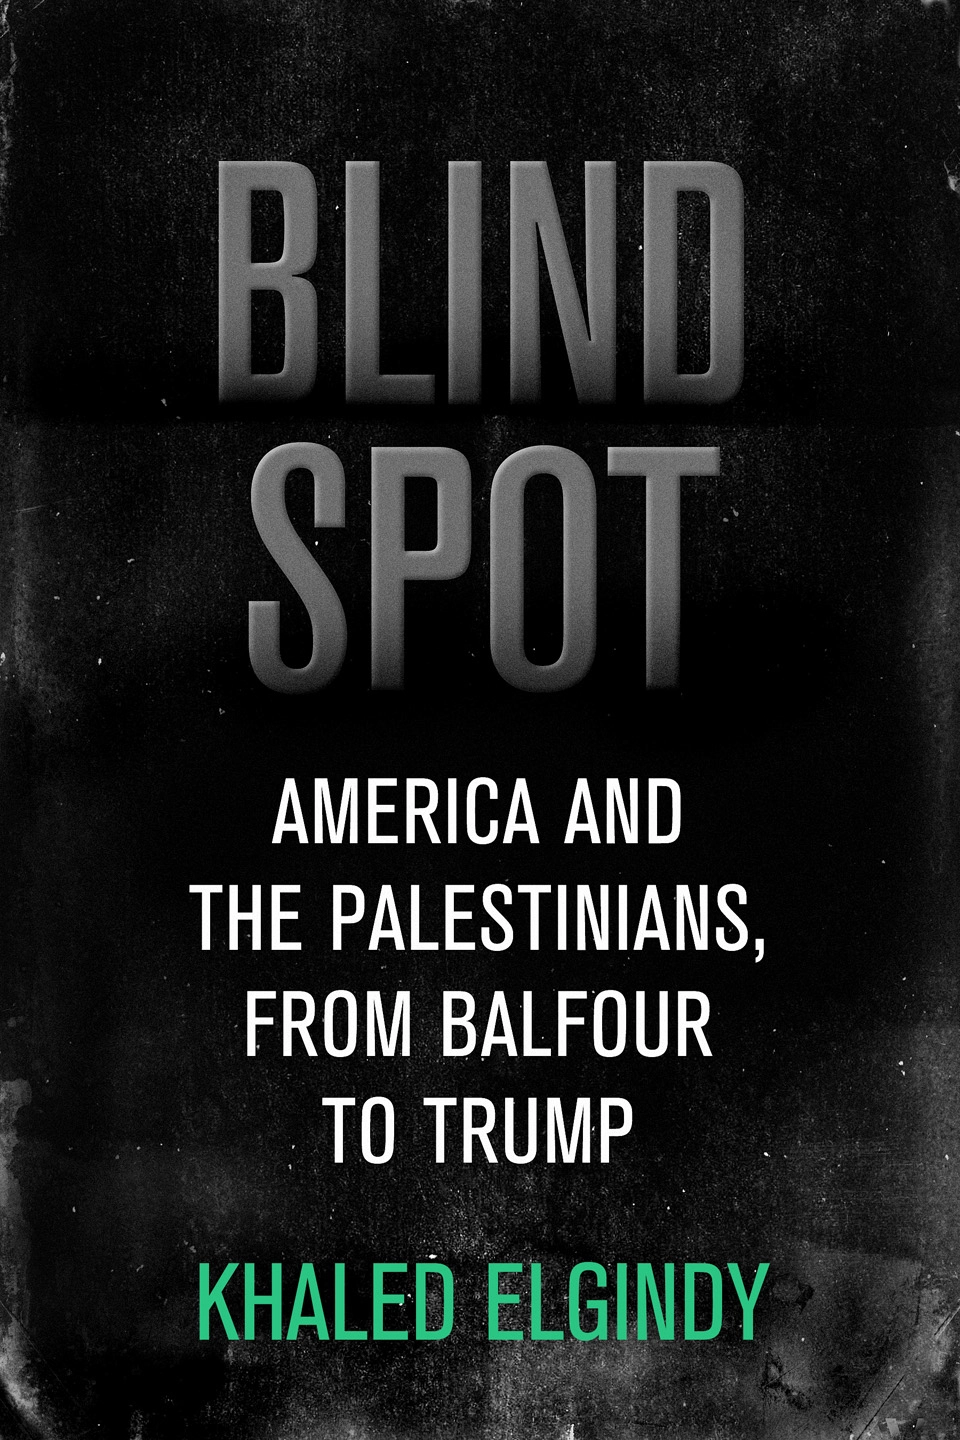 BLIND
SPOT
AMERICA AND
THE PALESTINIANS,
FROM BALFOUR
TO TRUMP
KHALED ELGINDY